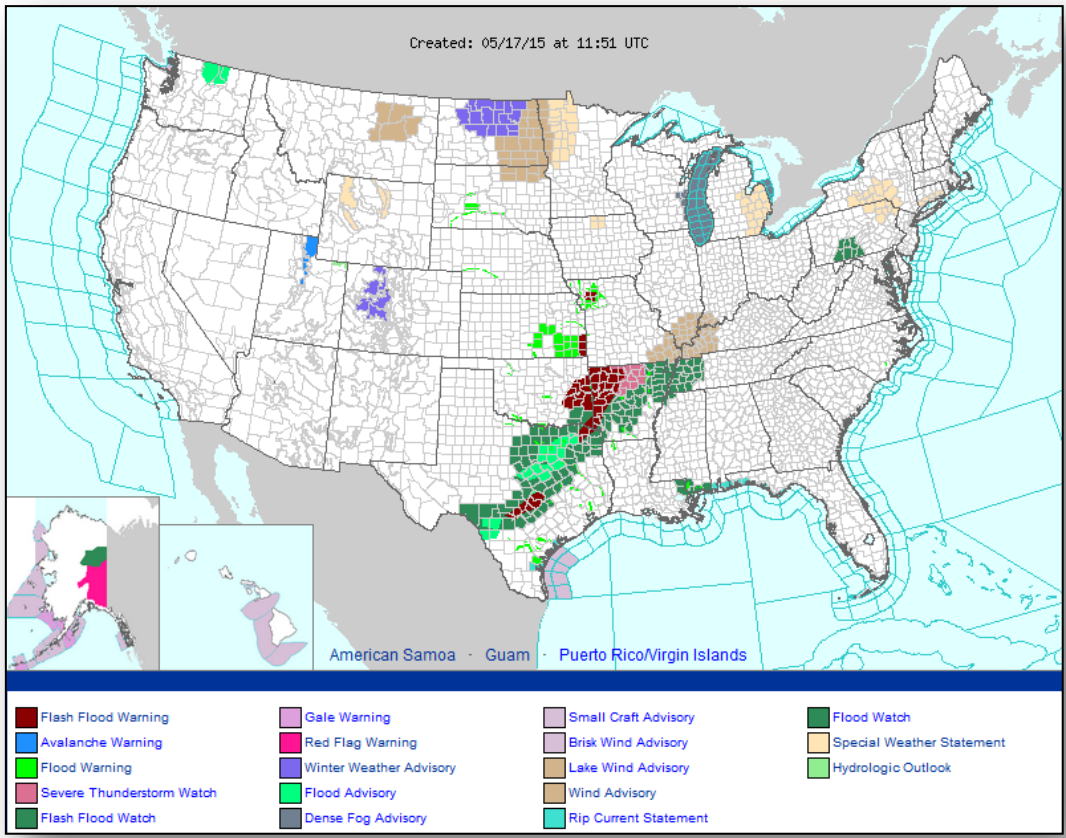 Created: 05/17/15 at 11:51 UTC
American Samoa - Guam - Puerto Rico/Virgin Islands
Flash Flood Warning
Avalanche Warning
Flood Warning
Severe Thunderstorm Watch
Flash Flood Watch
Gale Warning
Red Flag Warning
Winter Weather Advisory
Flood Advisory
Dense Fog Advisory
Small Craft Advisory
Brisk Wind Advisory
Lake Wind Advisory
Wind Advisory
Rip Current Statement
Flood Watch
Special Weather Statement
Hydrologic Outlook